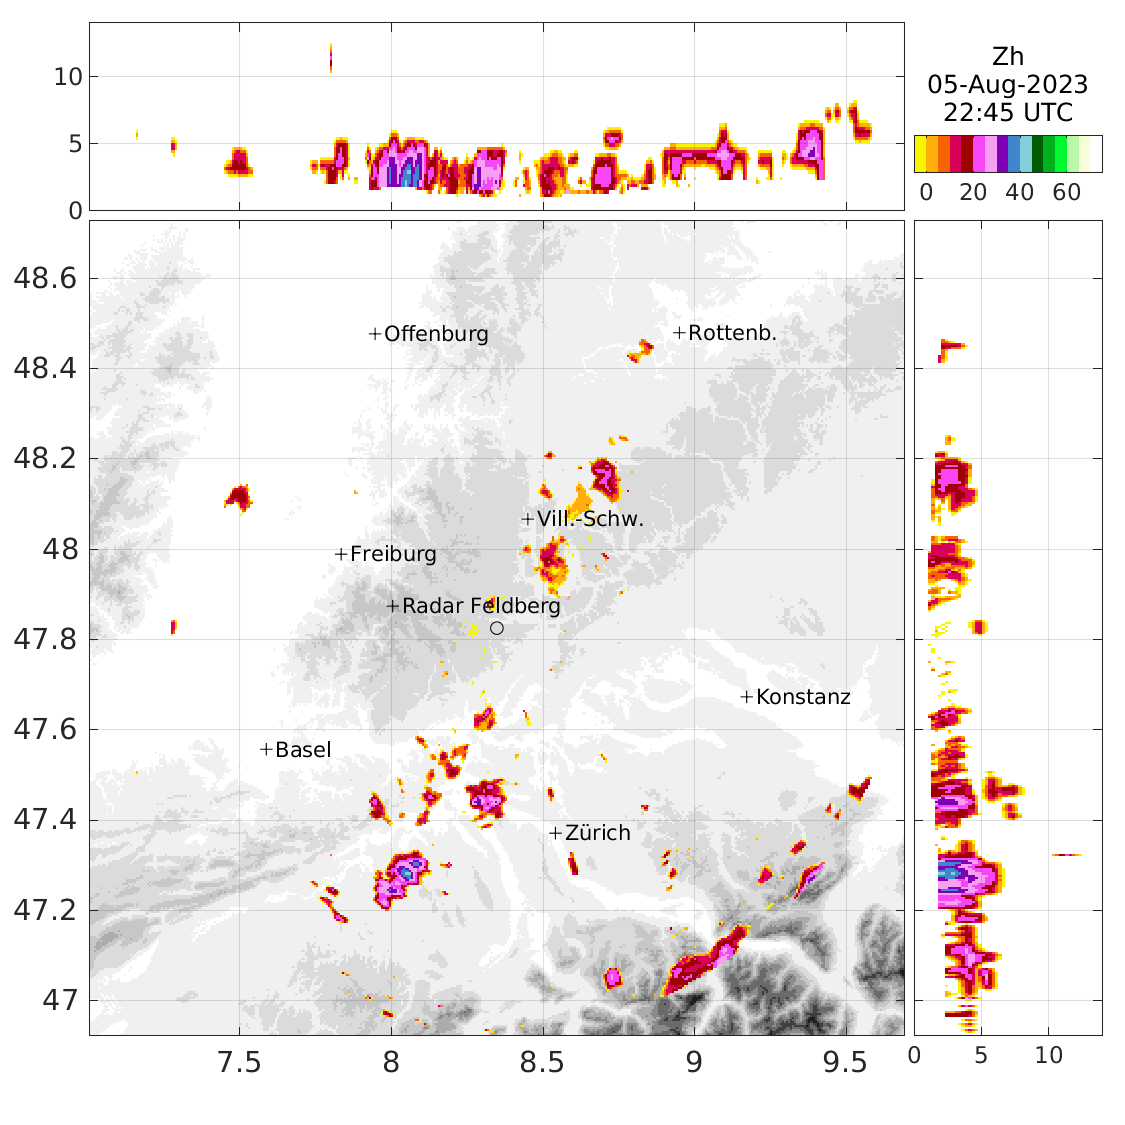 10
5
0
Zh
05-Aug-2023
22:45 UTC
0 20 40 60
48.6
48.4
48.2
48
47.8
47.6
47.4
47.2
47
+Offenburg
+Rottenb.
+Vill.-Schw.
+Freiburg
+Radar Feldberg
+Konstanz
+Basel
+Zürich
7.5 8 8.5 9 9.5
0 5 10